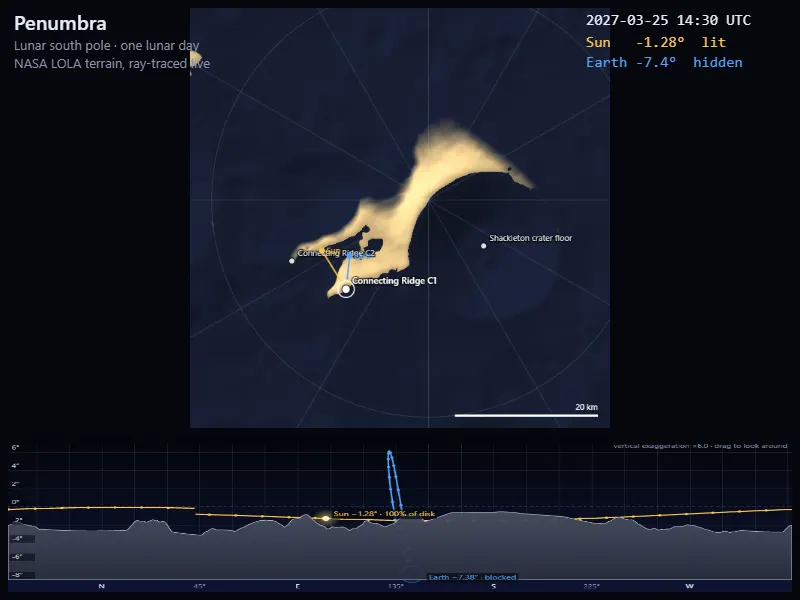 Penumbra
Lunar south pole · one lunar day
NASA LOLA terrain, ray-traced live
2027-03-25 14:30 UTC
Sun -1.28° lit
Earth -7.4° hidden
Shackleton crater floor
Connecting Ridge C2
Connecting Ridge C1
20 km
vertical exaggeration ×6.0 · drag to look around
6°
4°
2°
0°
-2°
-4°
-6°
-8°
Sun -1.28° · 100% of disk
Earth -7.38° · blocked
N 45° E 135° S 225° W